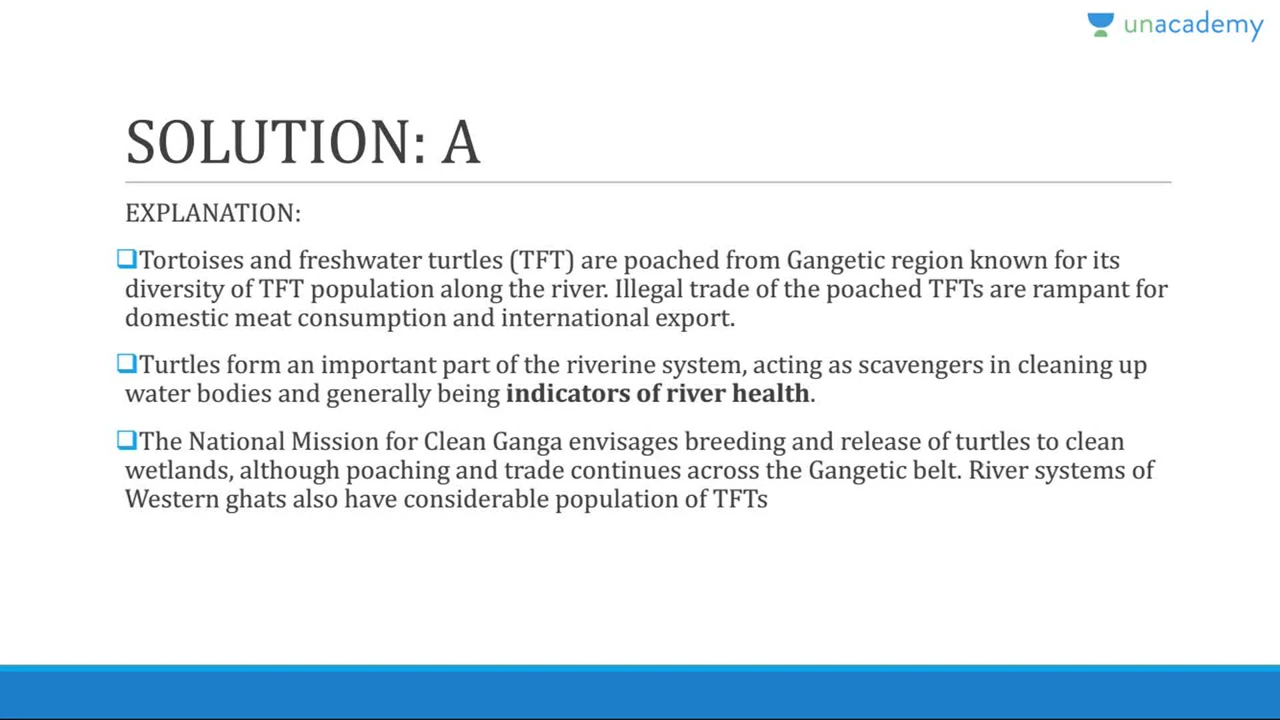 unacademy
SOLUTION: A
EXPLANATION:
❑Tortoises and freshwater turtles (TFT) are poached from Gangetic region known for its
diversity of TFT population along the river. Illegal trade of the poached TFTs are rampant for
domestic meat consumption and international export.
❑Turtles form an important part of the riverine system, acting as scavengers in cleaning up
water bodies and generally being indicators of river health.
❑The National Mission for Clean Ganga envisages breeding and release of turtles to clean
wetlands, although poaching and trade continues across the Gangetic belt. River systems of
Western ghats also have considerable population of TFTs